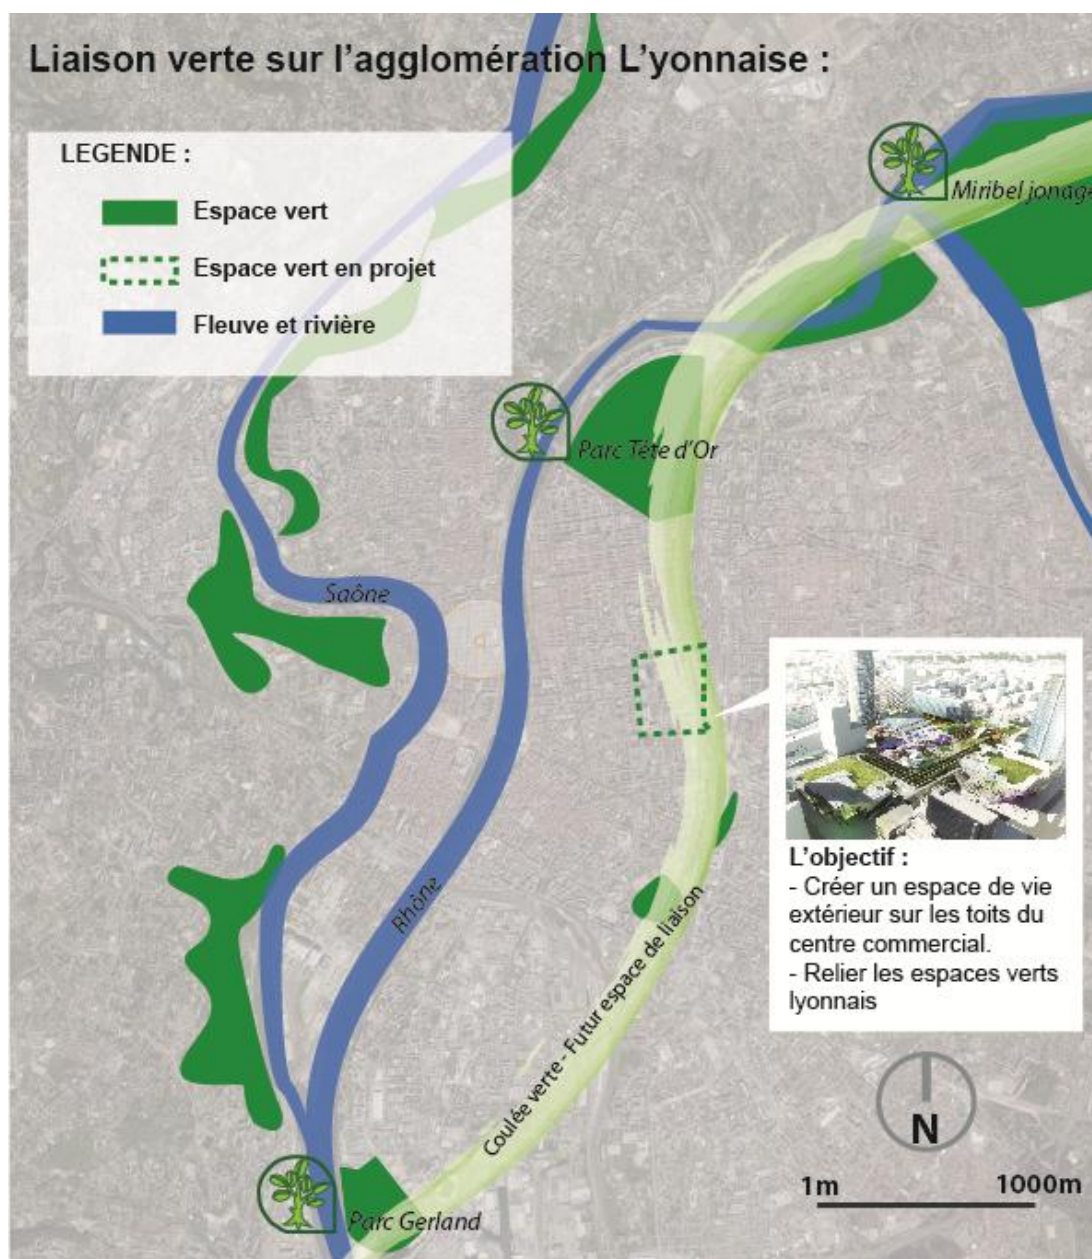 Liaison verte sur l'agglomération L'yonnaise :
LEGENDE :
Espace vert
Espace vert en projet
Fleuve et rivière
Miribel jonage
Parc Tête d'Or
Saône
Rhône
Coulée verte - Futur espace de liaison
L'objectif :
- Créer un espace de vie
extérieur sur les toits du
centre commercial.
- Relier les espaces verts
lyonnais
N
1m 1000m
Parc Gerland